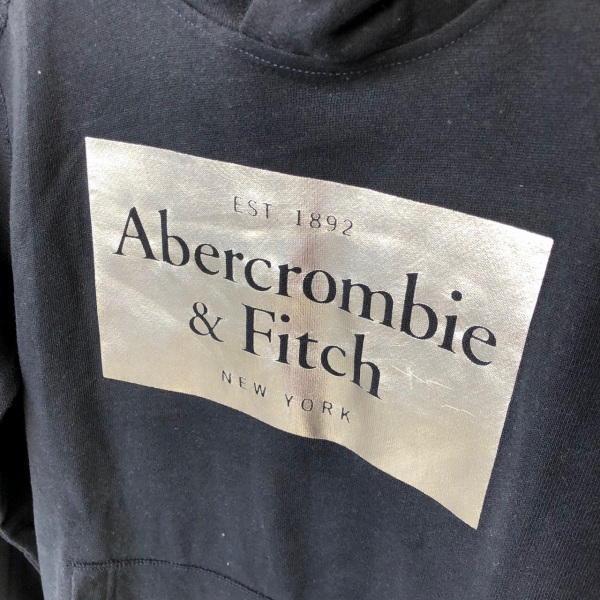 EST 1892
Abercrombie
& Fitch
NEW YORK